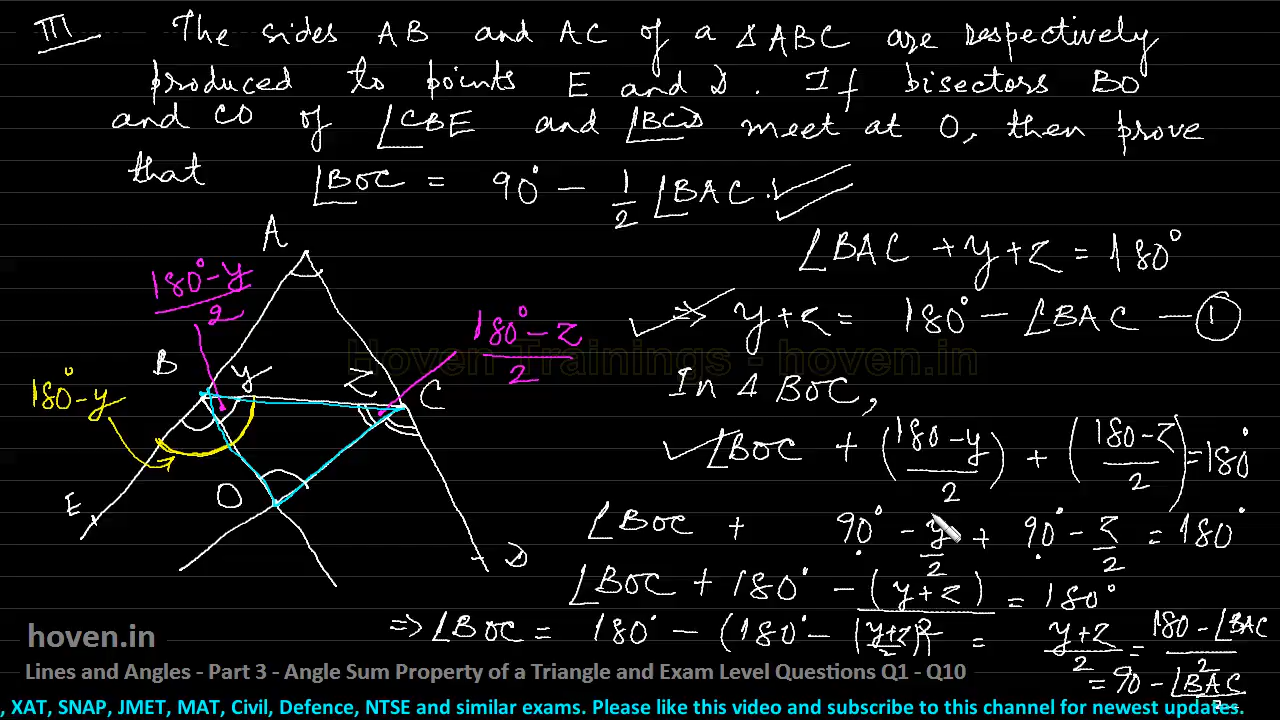 III The sides AB and AC of a Δ ABC are respectively
produced to points E and D. If bisectors BO
and CO of ∠CBE and ∠BCD meet at O, then prove
that ∠BOC = 90° - 1/2 ∠BAC.
A
B
C
E
O
D
y
z
(180° - y)/2
(180° - z)/2
180° - y
∠BAC + y + z = 180°
⇒ y + z = 180° - ∠BAC - ①
In Δ BOC,
∠BOC + ((180 - y)/2) + ((180 - z)/2) = 180°
∠BOC + 90° - y/2 + 90° - z/2 = 180°
∠BOC + 180° - (y + z)/2 = 180°
⇒ ∠BOC = 180° - (180° - (y+z)/2) = (y+z)/2 = (180 - ∠BAC)/2
= 90 - ∠BAC/2
Hoven Trainings - hoven.in
hoven.in
Lines and Angles - Part 3 - Angle Sum Property of a Triangle and Exam Level Questions Q1 - Q10
, XAT, SNAP, JMET, MAT, Civil, Defence, NTSE and similar exams. Please like this video and subscribe to this channel for newest updates.